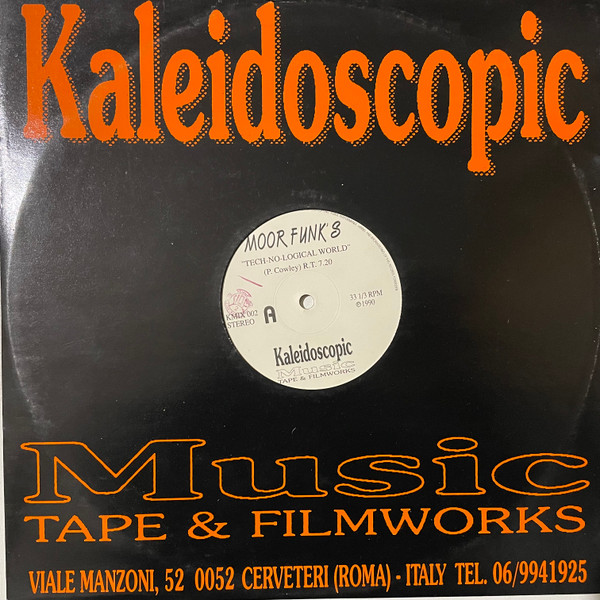 Kaleidoscopic
MOOR FUNK'S
"TECH-NO-LOGICAL WORLD"
(P. Cowley) R.T. 7.20
KMIX 002
STEREO
A
33 1/3 RPM
©1990
Kaleidoscopic
Music
TAPE & FILMWORKS
Music
TAPE & FILMWORKS
VIALE MANZONI, 52 0052 CERVETERI (ROMA) - ITALY TEL. 06/9941925